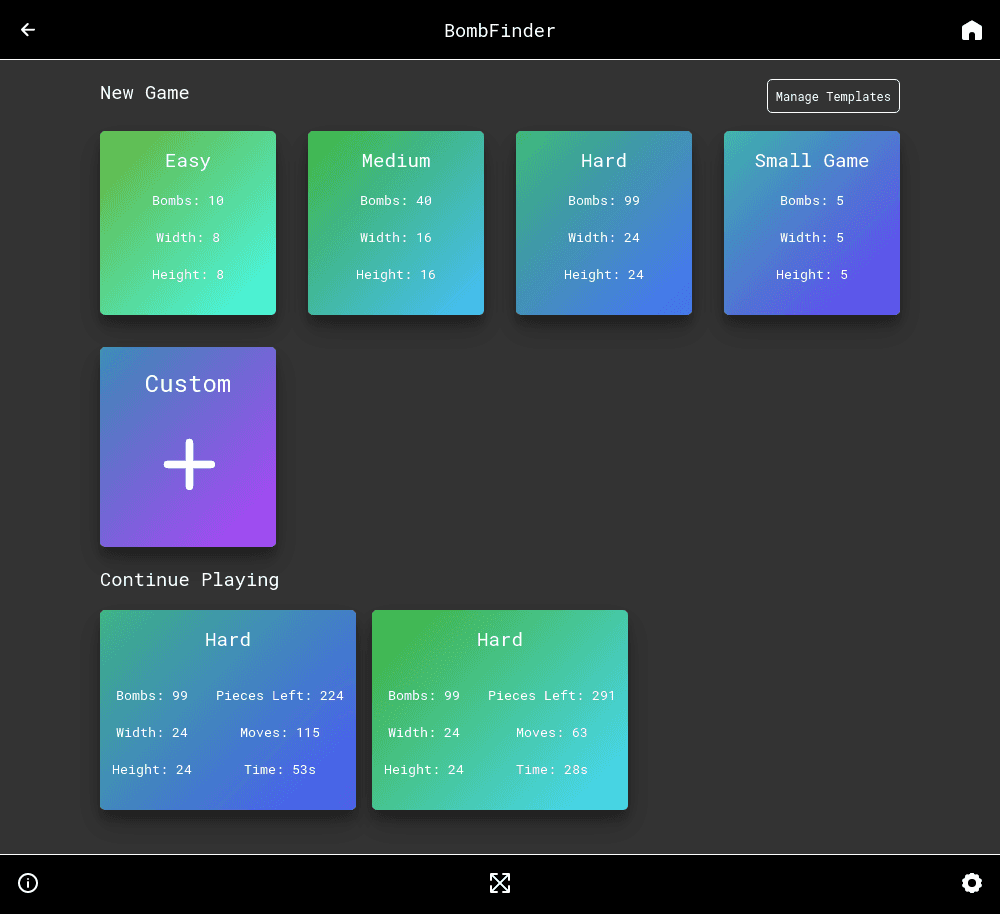 BombFinder
New Game
Manage Templates
Easy
Bombs: 10
Width: 8
Height: 8
Medium
Bombs: 40
Width: 16
Height: 16
Hard
Bombs: 99
Width: 24
Height: 24
Small Game
Bombs: 5
Width: 5
Height: 5
Custom
Continue Playing
Hard
Bombs: 99
Pieces Left: 224
Width: 24
Moves: 115
Height: 24
Time: 53s
Hard
Bombs: 99
Pieces Left: 291
Width: 24
Moves: 63
Height: 24
Time: 28s